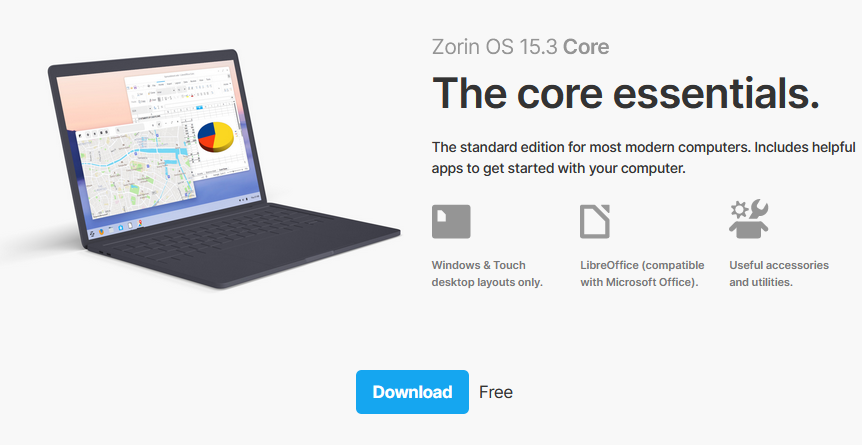 Zorin OS 15.3 Core
The core essentials.
The standard edition for most modern computers. Includes helpful
apps to get started with your computer.
Windows & Touch
desktop layouts only.
LibreOffice (compatible
with Microsoft Office).
Useful accessories
and utilities.
Download
Free